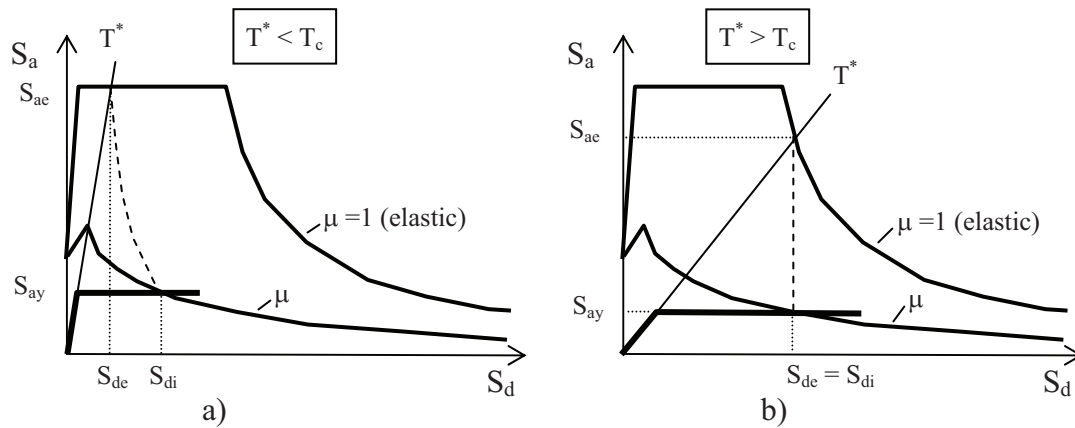 T* < Tc
T*
Sa
Sae
μ =1 (elastic)
Say
μ
Sde
Sdi
Sd
a)
T* > Tc
T*
Sa
Sae
μ =1 (elastic)
Say
μ
Sde = Sdi
Sd
b)